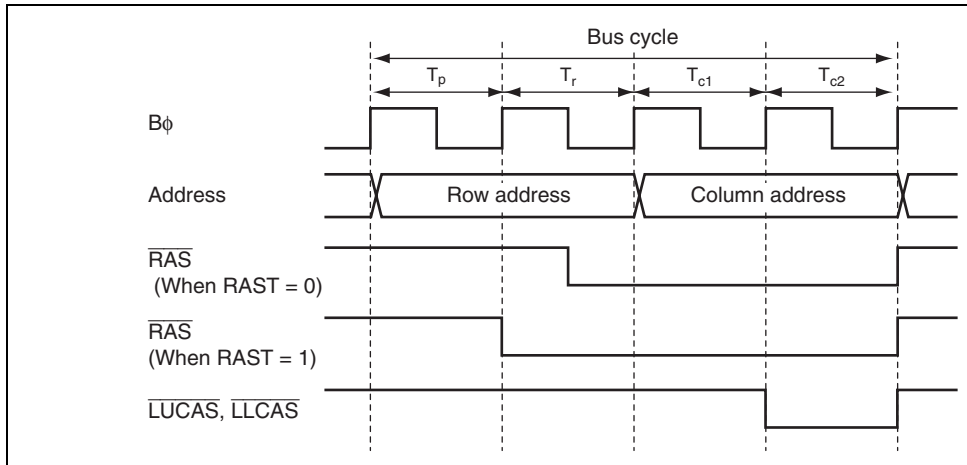 Bus cycle
Tp Tr Tc1 Tc2
Bϕ
Address Row address Column address
RAS
(When RAST = 0)
RAS
(When RAST = 1)
LUCAS, LLCAS